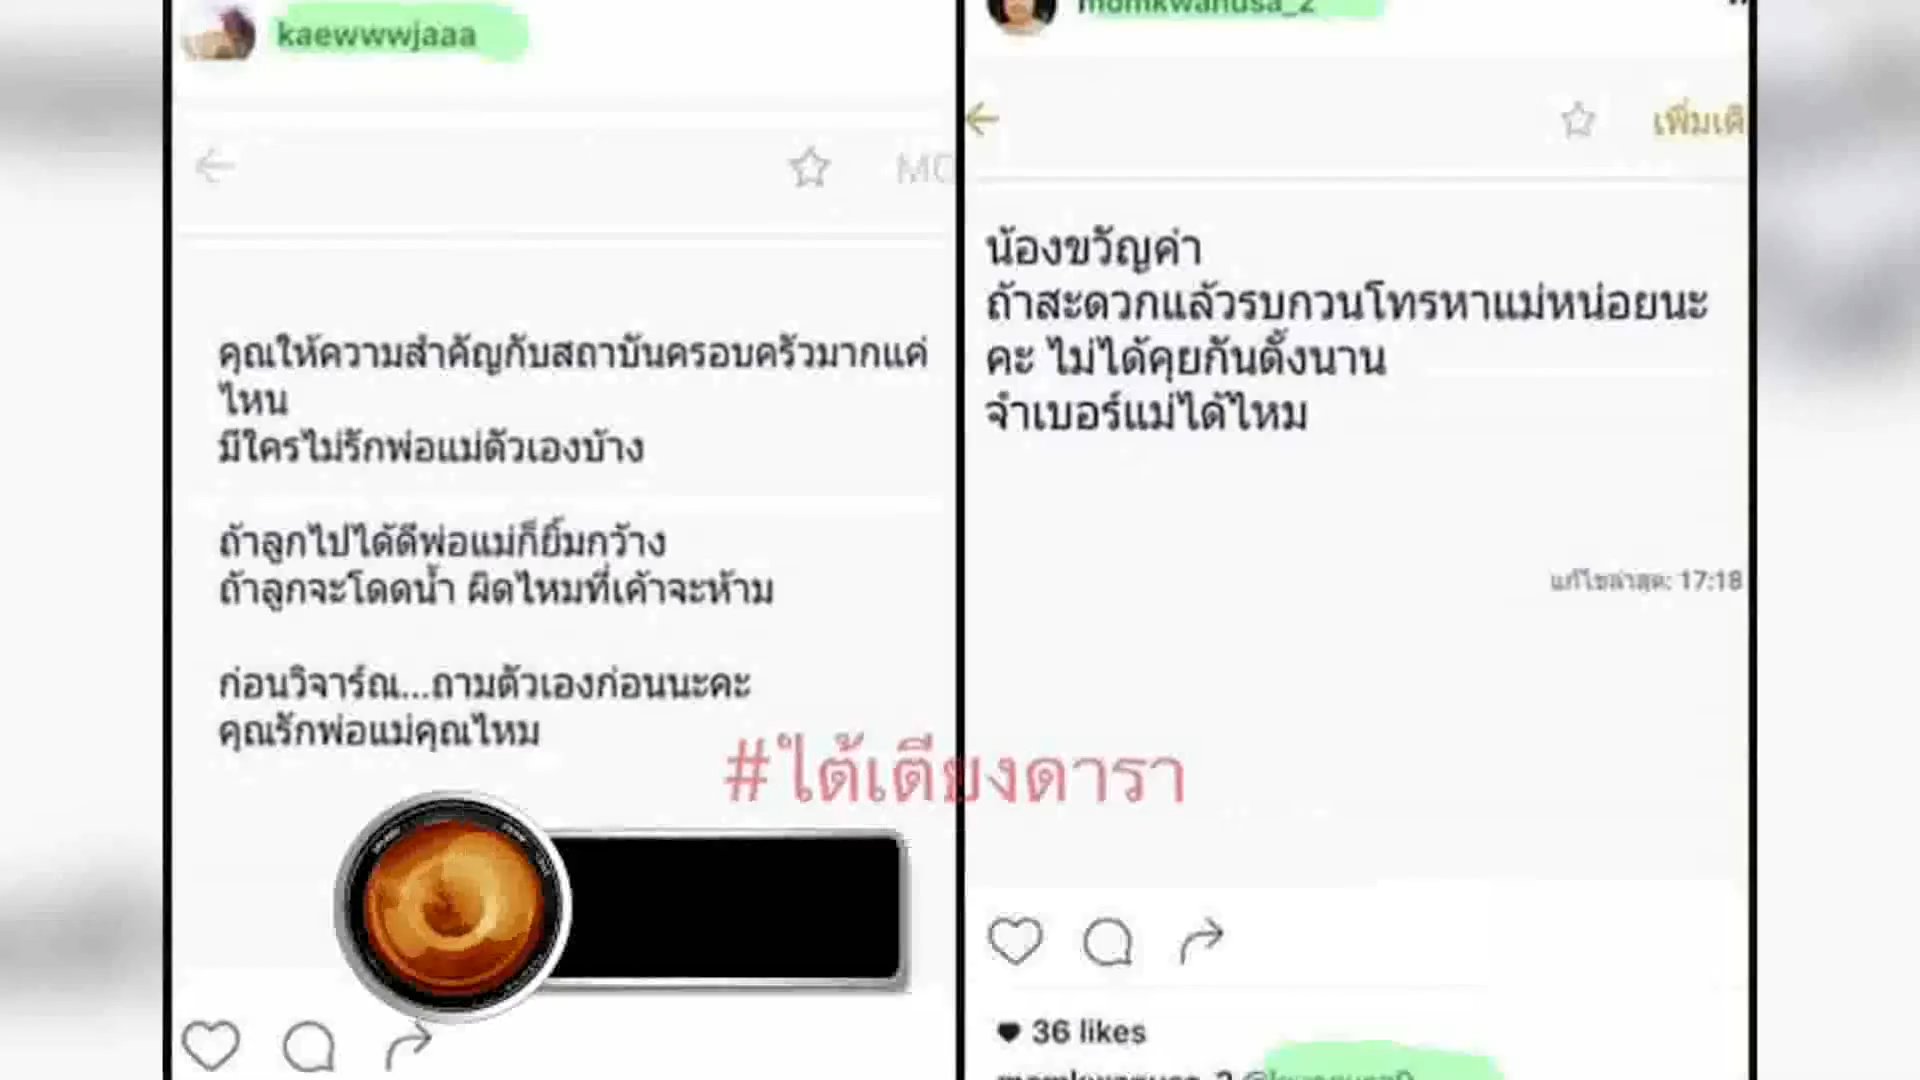 kaewwwjaaa
คุณให้ความสำคัญกับสถาบันครอบครัวมากแค่
ไหน
มีใครไม่รักพ่อแม่ตัวเองบ้าง
ถ้าลูกไปได้ดีพ่อแม่ก็ยิ้มกว้าง
ถ้าลูกจะโดดน้ำ ผิดไหมที่เค้าจะห้าม
ก่อนวิจาร์ณ...ถามตัวเองก่อนนะคะ
คุณรักพ่อแม่คุณไหม
#ใต้เตียงดารา
momkwanusa_2
เพิ่มเติ
น้องขวัญค่า
ถ้าสะดวกแล้วรบกวนโทรหาแม่หน่อยนะ
คะ ไม่ได้คุยกันตั้งนาน
จำเบอร์แม่ได้ไหม
แก้ไขล่าสุด: 17:18
36 likes
momkwanusa_2